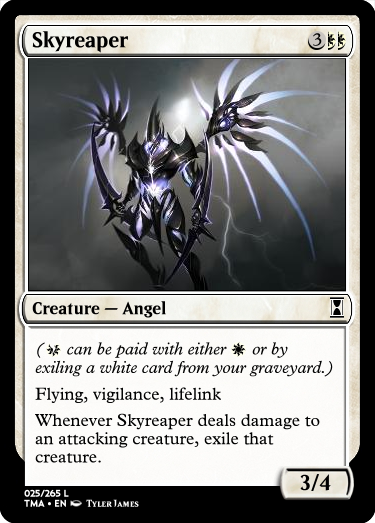 Skyreaper 3
Creature — Angel
( can be paid with either or by
exiling a white card from your graveyard.)
Flying, vigilance, lifelink
Whenever Skyreaper deals damage to
an attacking creature, exile that
creature.
3/4
025/265 L
TMA • EN Tyler James